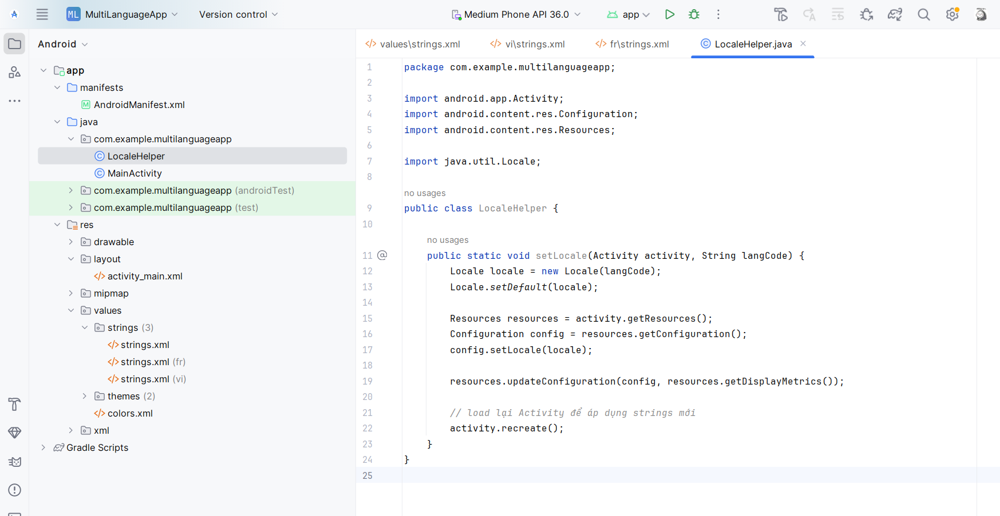 ML MultiLanguageApp Version control Medium Phone API 36.0 app
Android
app
manifests
AndroidManifest.xml
java
com.example.multilanguageapp
LocaleHelper
MainActivity
com.example.multilanguageapp (androidTest)
com.example.multilanguageapp (test)
res
drawable
layout
activity_main.xml
mipmap
values
strings (3)
strings.xml
strings.xml (fr)
strings.xml (vi)
themes (2)
colors.xml
xml
Gradle Scripts
values\strings.xml vi\strings.xml fr\strings.xml LocaleHelper.java
1 package com.example.multilanguageapp;
2
3 import android.app.Activity;
4 import android.content.res.Configuration;
5 import android.content.res.Resources;
6
7 import java.util.Locale;
8
no usages
9 public class LocaleHelper {
10
no usages
11 @ public static void setLocale(Activity activity, String langCode) {
12 Locale locale = new Locale(langCode);
13 Locale.setDefault(locale);
14
15 Resources resources = activity.getResources();
16 Configuration config = resources.getConfiguration();
17 config.setLocale(locale);
18
19 resources.updateConfiguration(config, resources.getDisplayMetrics());
20
21 // load lại Activity để áp dụng strings mới
22 activity.recreate();
23 }
24 }
25